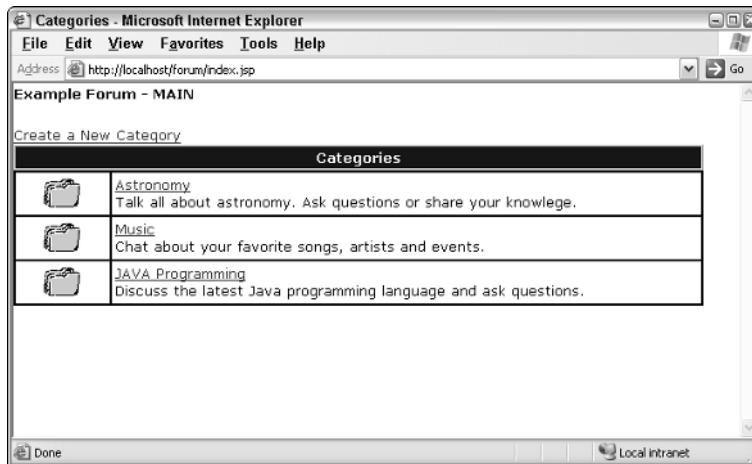 Categories - Microsoft Internet Explorer
File Edit View Favorites Tools Help
Address http://localhost/forum/index.jsp Go
Example Forum - MAIN
Create a New Category
Categories
Astronomy
Talk all about astronomy. Ask questions or share your knowlege.
Music
Chat about your favorite songs, artists and events.
JAVA Programming
Discuss the latest Java programming language and ask questions.
Done Local intranet